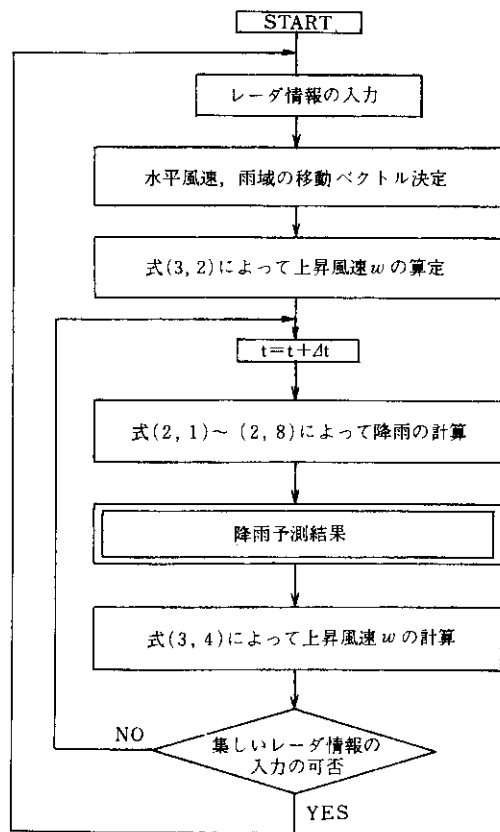 START
レーダ情報の入力
水平風速,雨域の移動ベクトル決定
式(3,2)によって上昇風速wの算定
t=t+Δt
式(2,1)~(2,8)によって降雨の計算
降雨予測結果
式(3,4)によって上昇風速wの計算
NO
集しいレーダ情報の
入力の可否
YES